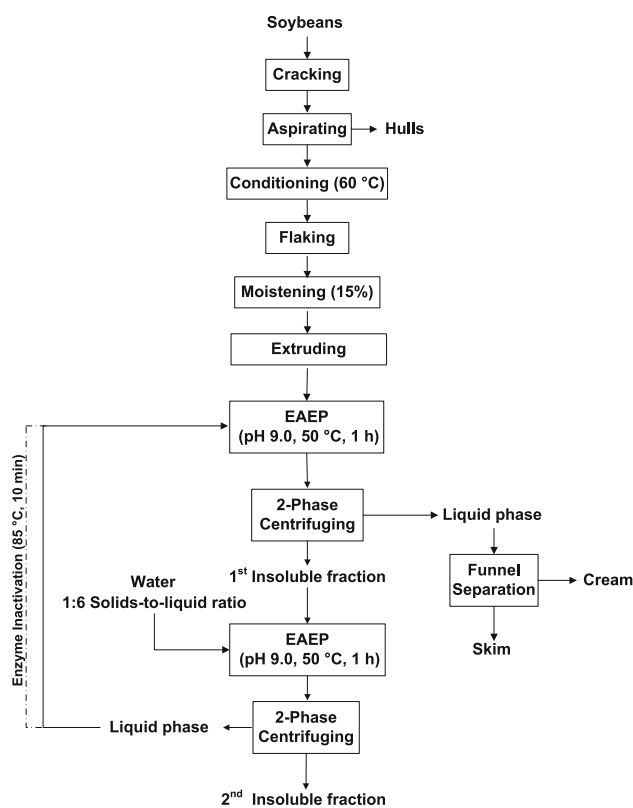 Soybeans
Cracking
Aspirating
Hulls
Conditioning (60 °C)
Flaking
Moistening (15%)
Extruding
EAEP
(pH 9.0, 50 °C, 1 h)
2-Phase
Centrifuging
Liquid phase
Funnel
Separation
Cream
Skim
1st Insoluble fraction
Water
1:6 Solids-to-liquid ratio
EAEP
(pH 9.0, 50 °C, 1 h)
2-Phase
Centrifuging
Liquid phase
Enzyme Inactivation (85 °C, 10 min)
2nd Insoluble fraction